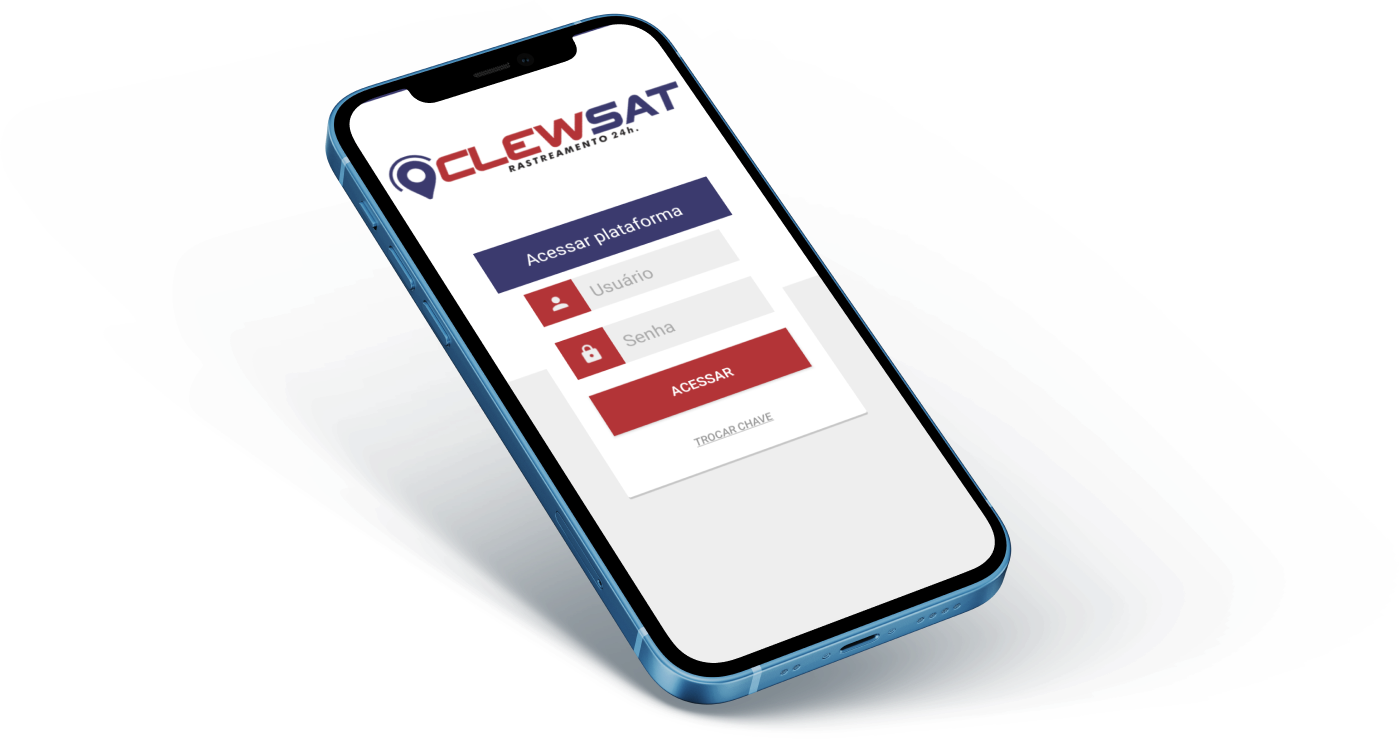 CLEWSAT
RASTREAMENTO 24h.
Acessar plataforma
Usuário
Senha
ACESSAR
TROCAR CHAVE